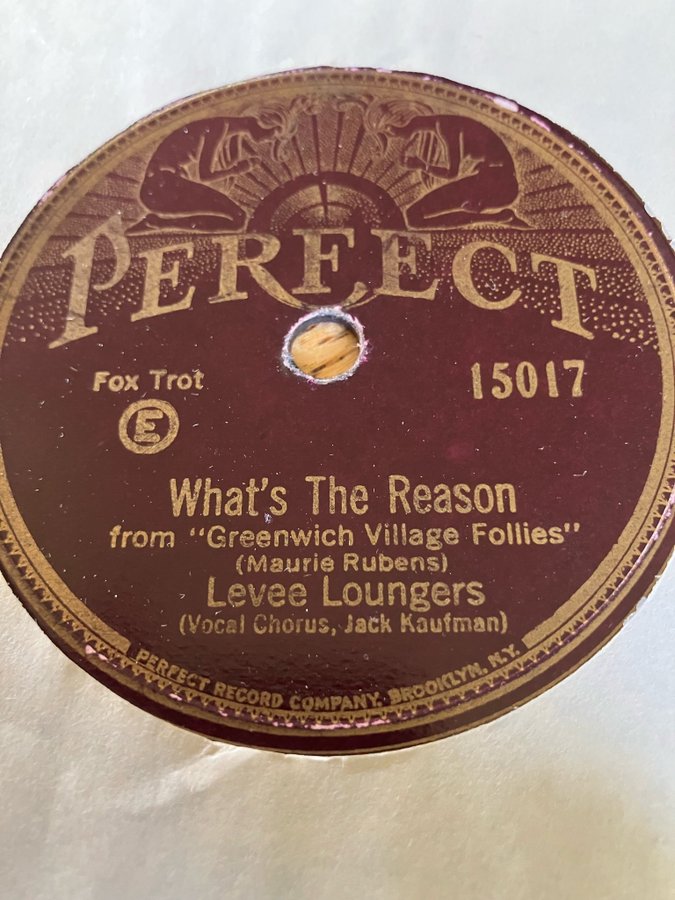 PERFECT
Fox Trot
15017
E
What's The Reason
from "Greenwich Village Follies"
(Maurie Rubens)
Levee Loungers
(Vocal Chorus, Jack Kaufman)
PERFECT RECORD COMPANY. BROOKLYN, N.Y.